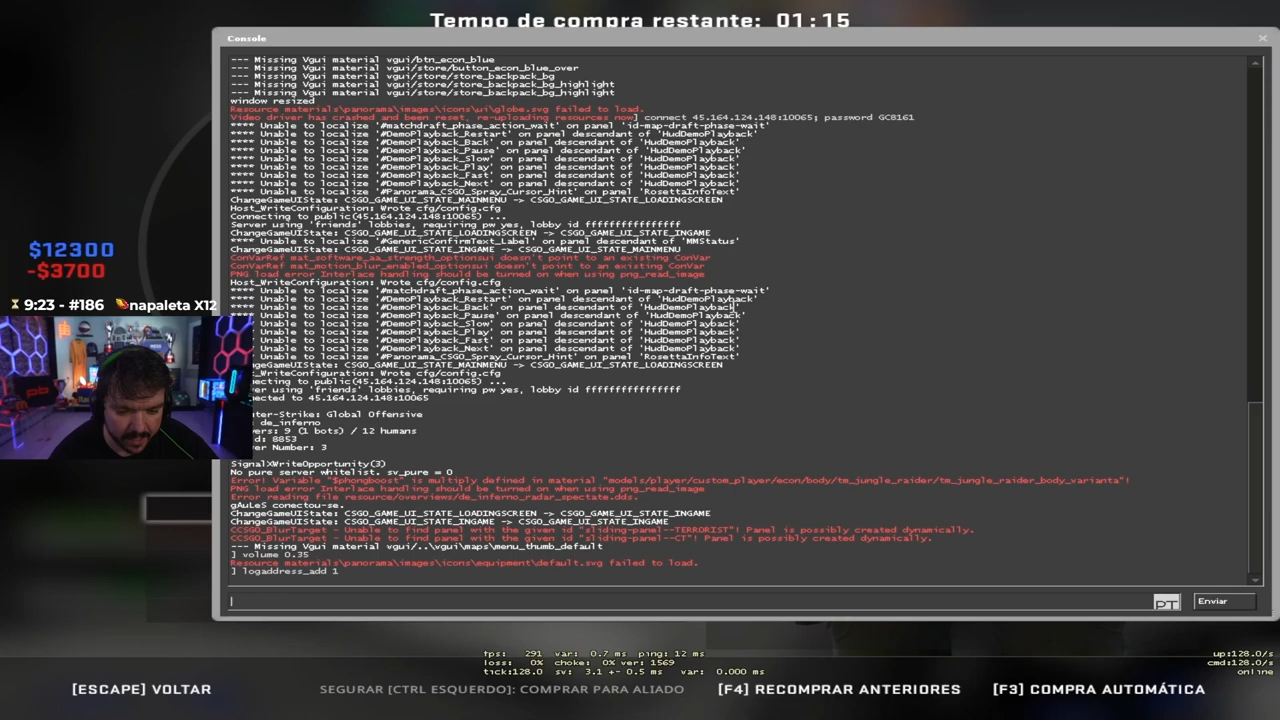 Tempo de compra restante: 01:15
Console
--- Missing Vgui material vgui/btn_econ_blue
--- Missing Vgui material vgui/store/button_econ_blue_over
--- Missing Vgui material vgui/store/store_backpack_bg
--- Missing Vgui material vgui/store/store_backpack_bg_highlight
--- Missing Vgui material vgui/store/store_backpack_bg_highlight
window resized
Resource materials\panorama\images\icons\ui\globe.svg failed to load.
Video driver has crashed and been reset, re-uploading resources now] connect 45.164.124.148:10065; password GC8161
**** Unable to localize '#matchdraft_phase_action_wait' on panel 'id-map-draft-phase-wait'
**** Unable to localize '#DemoPlayback_Restart' on panel descendant of 'HudDemoPlayback'
**** Unable to localize '#DemoPlayback_Back' on panel descendant of 'HudDemoPlayback'
**** Unable to localize '#DemoPlayback_Pause' on panel descendant of 'HudDemoPlayback'
**** Unable to localize '#DemoPlayback_Slow' on panel descendant of 'HudDemoPlayback'
**** Unable to localize '#DemoPlayback_Play' on panel descendant of 'HudDemoPlayback'
**** Unable to localize '#DemoPlayback_Fast' on panel descendant of 'HudDemoPlayback'
**** Unable to localize '#DemoPlayback_Next' on panel descendant of 'HudDemoPlayback'
**** Unable to localize '#Panorama_CSGO_Spray_Cursor_Hint' on panel 'RosettaInfoText'
ChangeGameUIState: CSGO_GAME_UI_STATE_MAINMENU -> CSGO_GAME_UI_STATE_LOADINGSCREEN
Host_WriteConfiguration: Wrote cfg/config.cfg
Connecting to public(45.164.124.148:10065) ...
Server using 'friends' lobbies, requiring pw yes, lobby id ffffffffffffffff
ChangeGameUIState: CSGO_GAME_UI_STATE_LOADINGSCREEN -> CSGO_GAME_UI_STATE_INGAME
**** Unable to localize '#GenericConfirmText_Label' on panel descendant of 'MMStatus'
ChangeGameUIState: CSGO_GAME_UI_STATE_INGAME -> CSGO_GAME_UI_STATE_MAINMENU
ConVarRef mat_software_aa_strength_optionsui doesn't point to an existing ConVar
ConVarRef mat_motion_blur_enabled_optionsui doesn't point to an existing ConVar
PNG load error Interlace handling should be turned on when using png_read_image
Host_WriteConfiguration: Wrote cfg/config.cfg
**** Unable to localize '#matchdraft_phase_action_wait' on panel 'id-map-draft-phase-wait'
**** Unable to localize '#DemoPlayback_Restart' on panel descendant of 'HudDemoPlayback'
Unable to localize '#DemoPlayback_Back' on panel descendant of 'HudDemoPlayback'
Unable to localize '#DemoPlayback_Pause' on panel descendant of 'HudDemoPlayback'
Unable to localize '#DemoPlayback_Slow' on panel descendant of 'HudDemoPlayback'
Unable to localize '#DemoPlayback_Play' on panel descendant of 'HudDemoPlayback'
Unable to localize '#DemoPlayback_Fast' on panel descendant of 'HudDemoPlayback'
Unable to localize '#DemoPlayback_Next' on panel descendant of 'HudDemoPlayback'
Unable to localize '#Panorama_CSGO_Spray_Cursor_Hint' on panel 'RosettaInfoText'
ChangeGameUIState: CSGO_GAME_UI_STATE_MAINMENU -> CSGO_GAME_UI_STATE_LOADINGSCREEN
_WriteConfiguration: Wrote cfg/config.cfg
necting to public(45.164.124.148:10065) ...
ver using 'friends' lobbies, requiring pw yes, lobby id ffffffffffffffff
nected to 45.164.124.148:10065
ter-Strike: Global Offensive
de_inferno
ers: 9 (1 bots) / 12 humans
d: 8853
er Number: 3
SignalXWriteOpportunity(3)
No pure server whitelist. sv_pure = 0
Error! Variable "$phongboost" is multiply defined in material "models/player/custom_player/econ/body/tm_jungle_raider/tm_jungle_raider_body_varianta"!
PNG load error Interlace handling should be turned on when using png_read_image
Error reading file resource/overviews/de_inferno_radar_spectate.dds.
gAuLeS conectou-se.
ChangeGameUIState: CSGO_GAME_UI_STATE_LOADINGSCREEN -> CSGO_GAME_UI_STATE_INGAME
ChangeGameUIState: CSGO_GAME_UI_STATE_INGAME -> CSGO_GAME_UI_STATE_INGAME
CCSGO_BlurTarget - Unable to find panel with the given id "sliding-panel--TERRORIST"! Panel is possibly created dynamically.
CCSGO_BlurTarget - Unable to find panel with the given id "sliding-panel--CT"! Panel is possibly created dynamically.
--- Missing Vgui material vgui/..\vgui\maps\menu_thumb_default
] volume 0.35
Resource materials\panorama\images\icons\equipment\default.svg failed to load.
] logaddress_add 1
PT
Enviar
$12300
-$3700
9:23 - #186 napaleta X12
fps: 291 var: 0.7 ms ping: 12 ms
loss: 0% choke: 0% ver: 1569
tick:128.0 sv: 3.1 +- 0.5 ms var: 0.000 ms
up:128.0/s
cmd:128.0/s
online
[ESCAPE] VOLTAR
SEGURAR [CTRL ESQUERDO]: COMPRAR PARA ALIADO
[F4] RECOMPRAR ANTERIORES
[F3] COMPRA AUTOMÁTICA